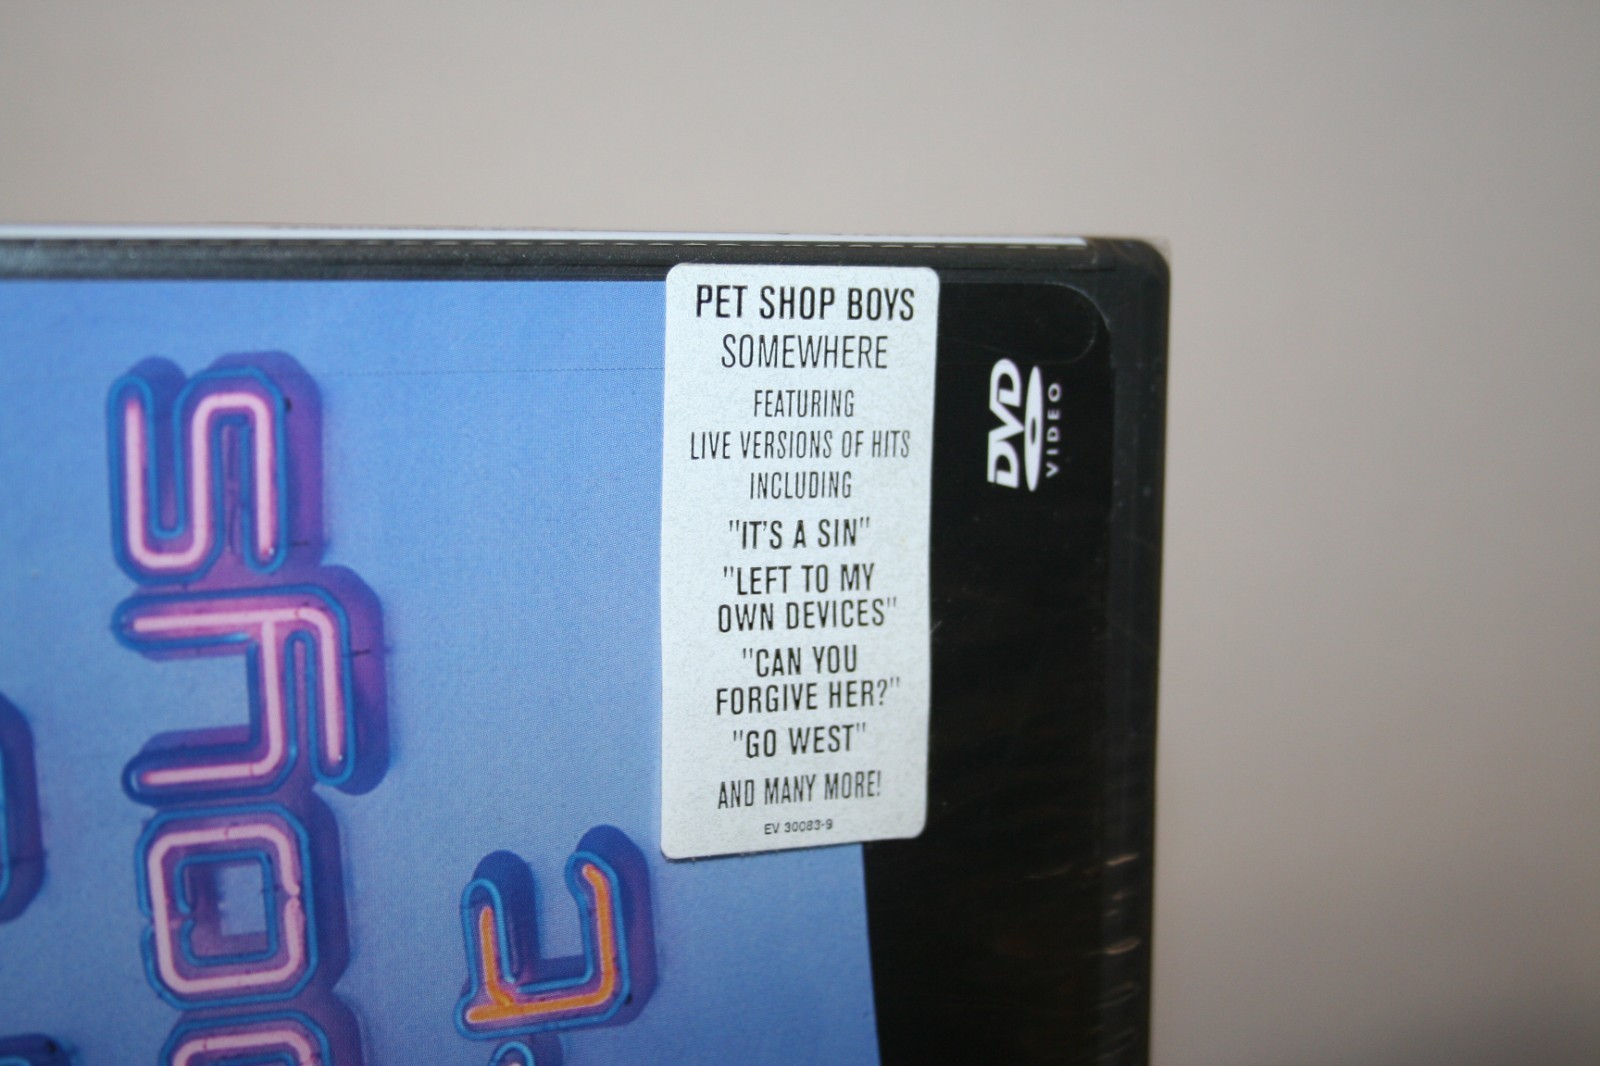 PET SHOP BOYS
SOMEWHERE
FEATURING
LIVE VERSIONS OF HITS
INCLUDING
"IT'S A SIN"
"LEFT TO MY
OWN DEVICES"
"CAN YOU
FORGIVE HER?"
"GO WEST"
AND MANY MORE!
EV 30083-9
DVD
VIDEO